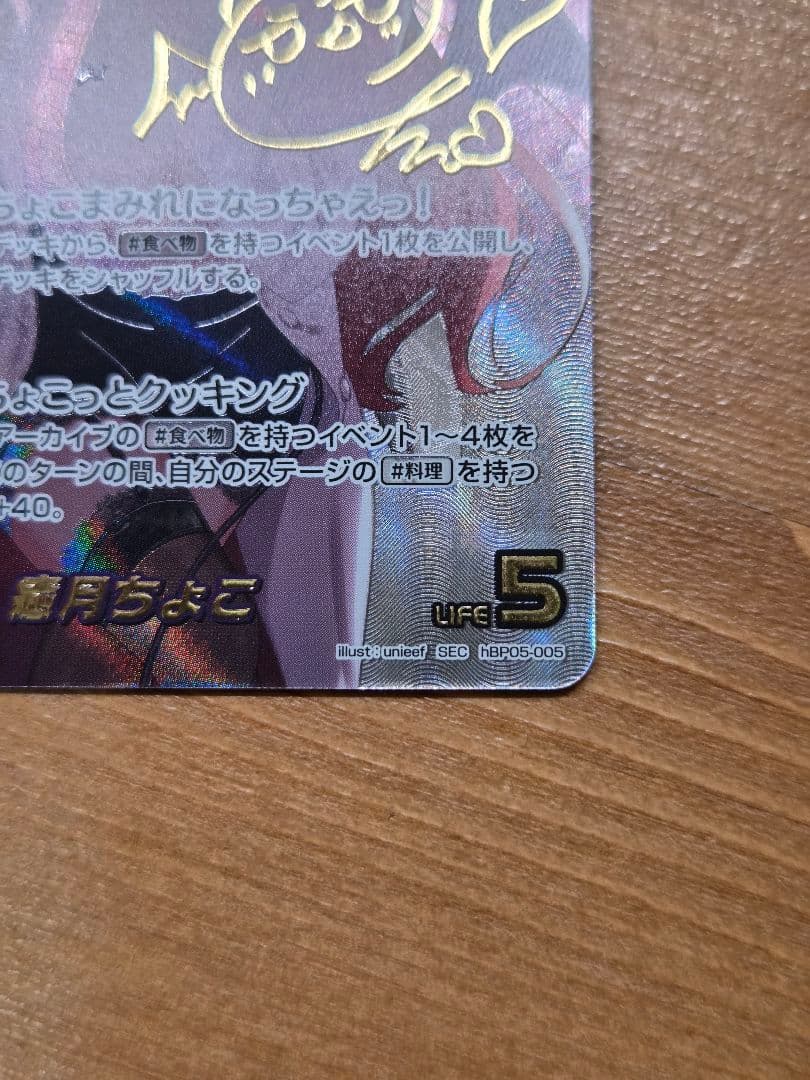 ちょこまみれになっちゃえっ!
デッキから、#食べ物を持つイベント1枚を公開し、
デッキをシャッフルする。
ちょこっとクッキング
アーカイブの#食べ物を持つイベント1〜4枚を
のターンの間、自分のステージの#料理を持つ
+40。
癒月ちょこ
LIFE 5
illust:unieef SEC hBP05-005